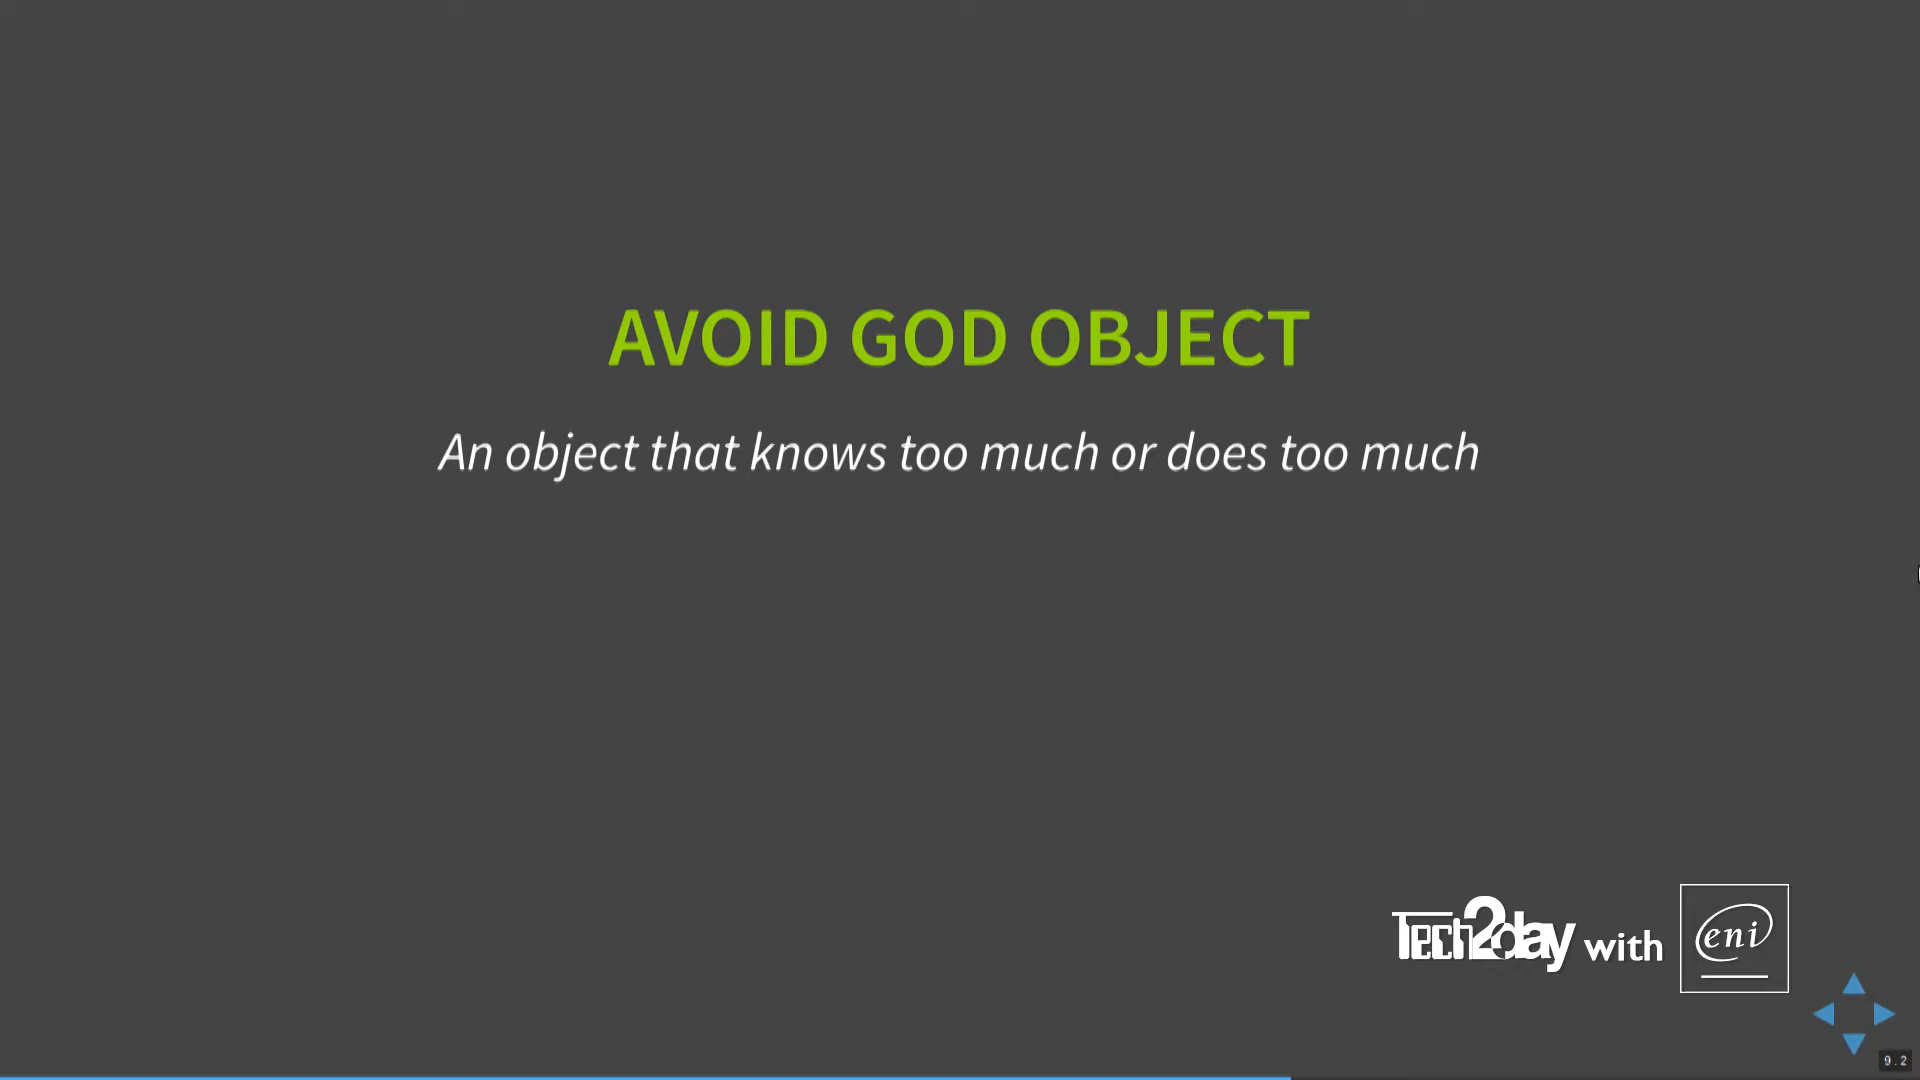 AVOID GOD OBJECT
An object that knows too much or does too much
Tech2day with eni
9.2